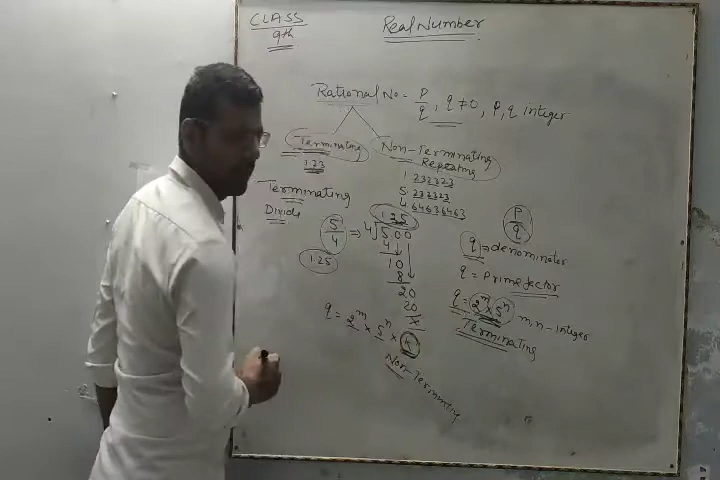 CLASS
9th
Real Number
Rational No = P/q, q ≠ 0, P, q integer
Terminating
1.23
Non-Terminating
Repeating
1.232323
5.232323
4.64636463
Terminating
Divide
5/4 ⇒ 4)5.00
1.25
4
10
8
20
20
x
1.25
P/q
q = denominator
q = Prime factor
q = 2^m × 5^n m,n - Integer
Terminating
q = 2^m × 5^n ×
Non-Terminating